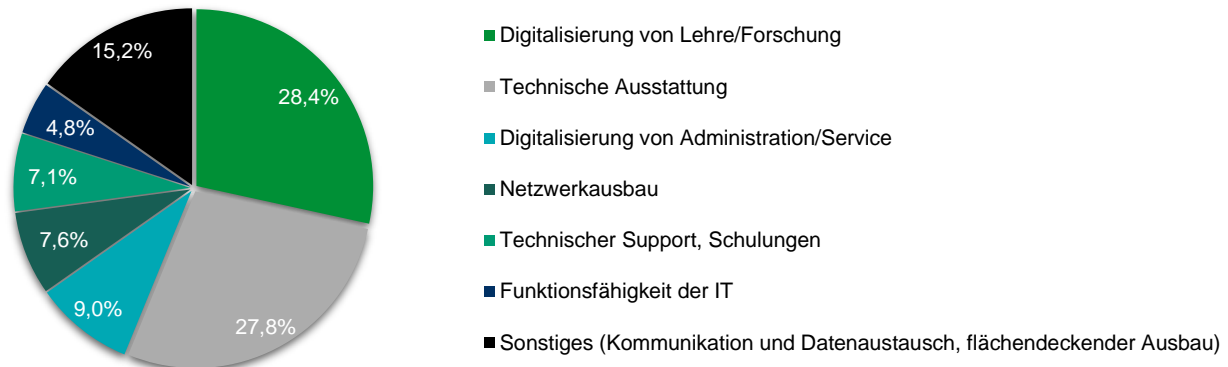 15,2%
28,4%
4,8%
7,1%
7,6%
9,0%
27,8%
Digitalisierung von Lehre/Forschung
Technische Ausstattung
Digitalisierung von Administration/Service
Netzwerkausbau
Technischer Support, Schulungen
Funktionsfähigkeit der IT
Sonstiges (Kommunikation und Datenaustausch, flächendeckender Ausbau)